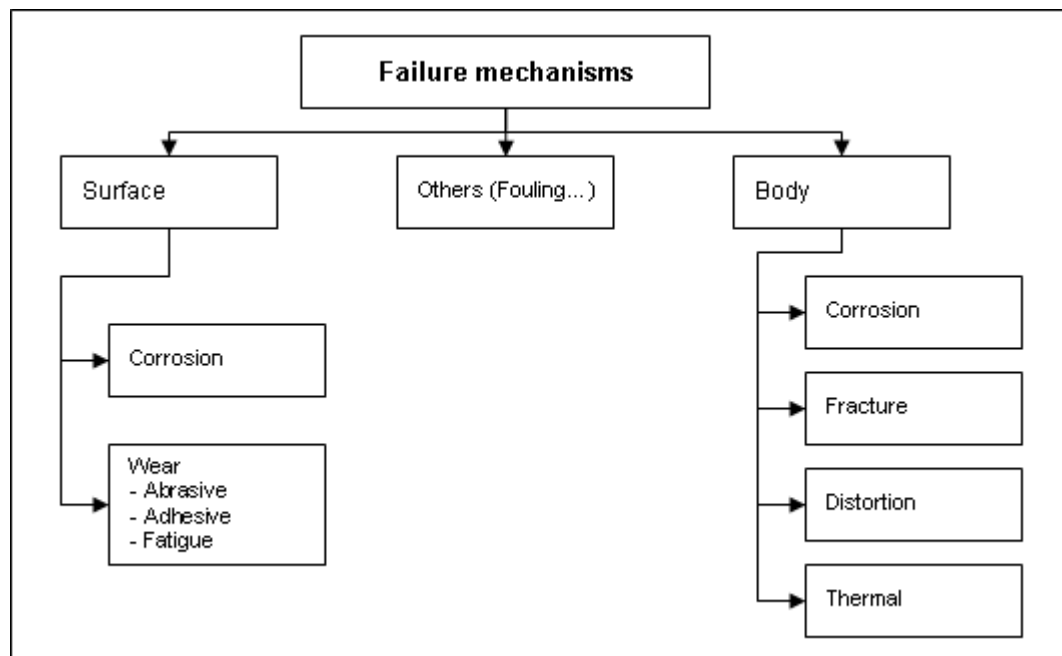 Failure mechanisms
Surface
Others (Fouling...)
Body
Corrosion
Wear
- Abrasive
- Adhesive
- Fatigue
Corrosion
Fracture
Distortion
Thermal